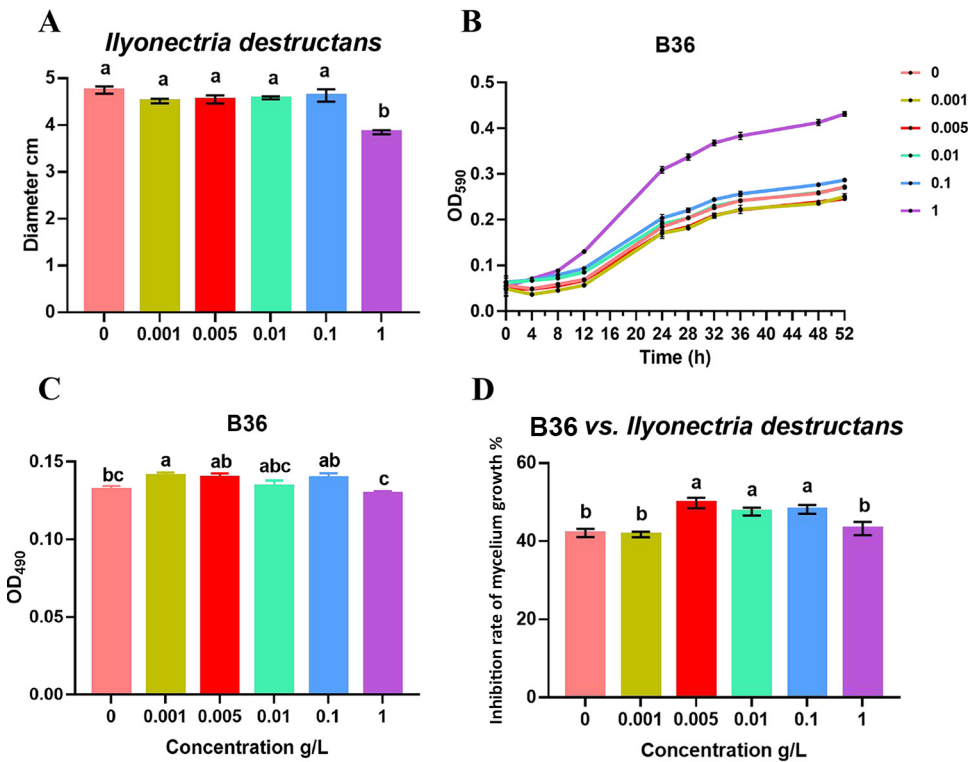 A
Ilyonectria destructans
Diameter cm
5
4
3
2
1
0
a
a
a
a
a
b
0
0.001
0.005
0.01
0.1
1
B
B36
OD590
0.5
0.4
0.3
0.2
0.1
0.0
0 4 8 12 16 20 24 28 32 36 40 44 48 52
Time (h)
0
0.001
0.005
0.01
0.1
1
C
B36
OD490
0.15
0.10
0.05
0.00
bc
a
ab
abc
ab
c
0
0.001
0.005
0.01
0.1
1
Concentration g/L
D
B36 vs. Ilyonectria destructans
Inhibition rate of mycelium growth %
60
40
20
0
b
b
a
a
a
b
0
0.001
0.005
0.01
0.1
1
Concentration g/L